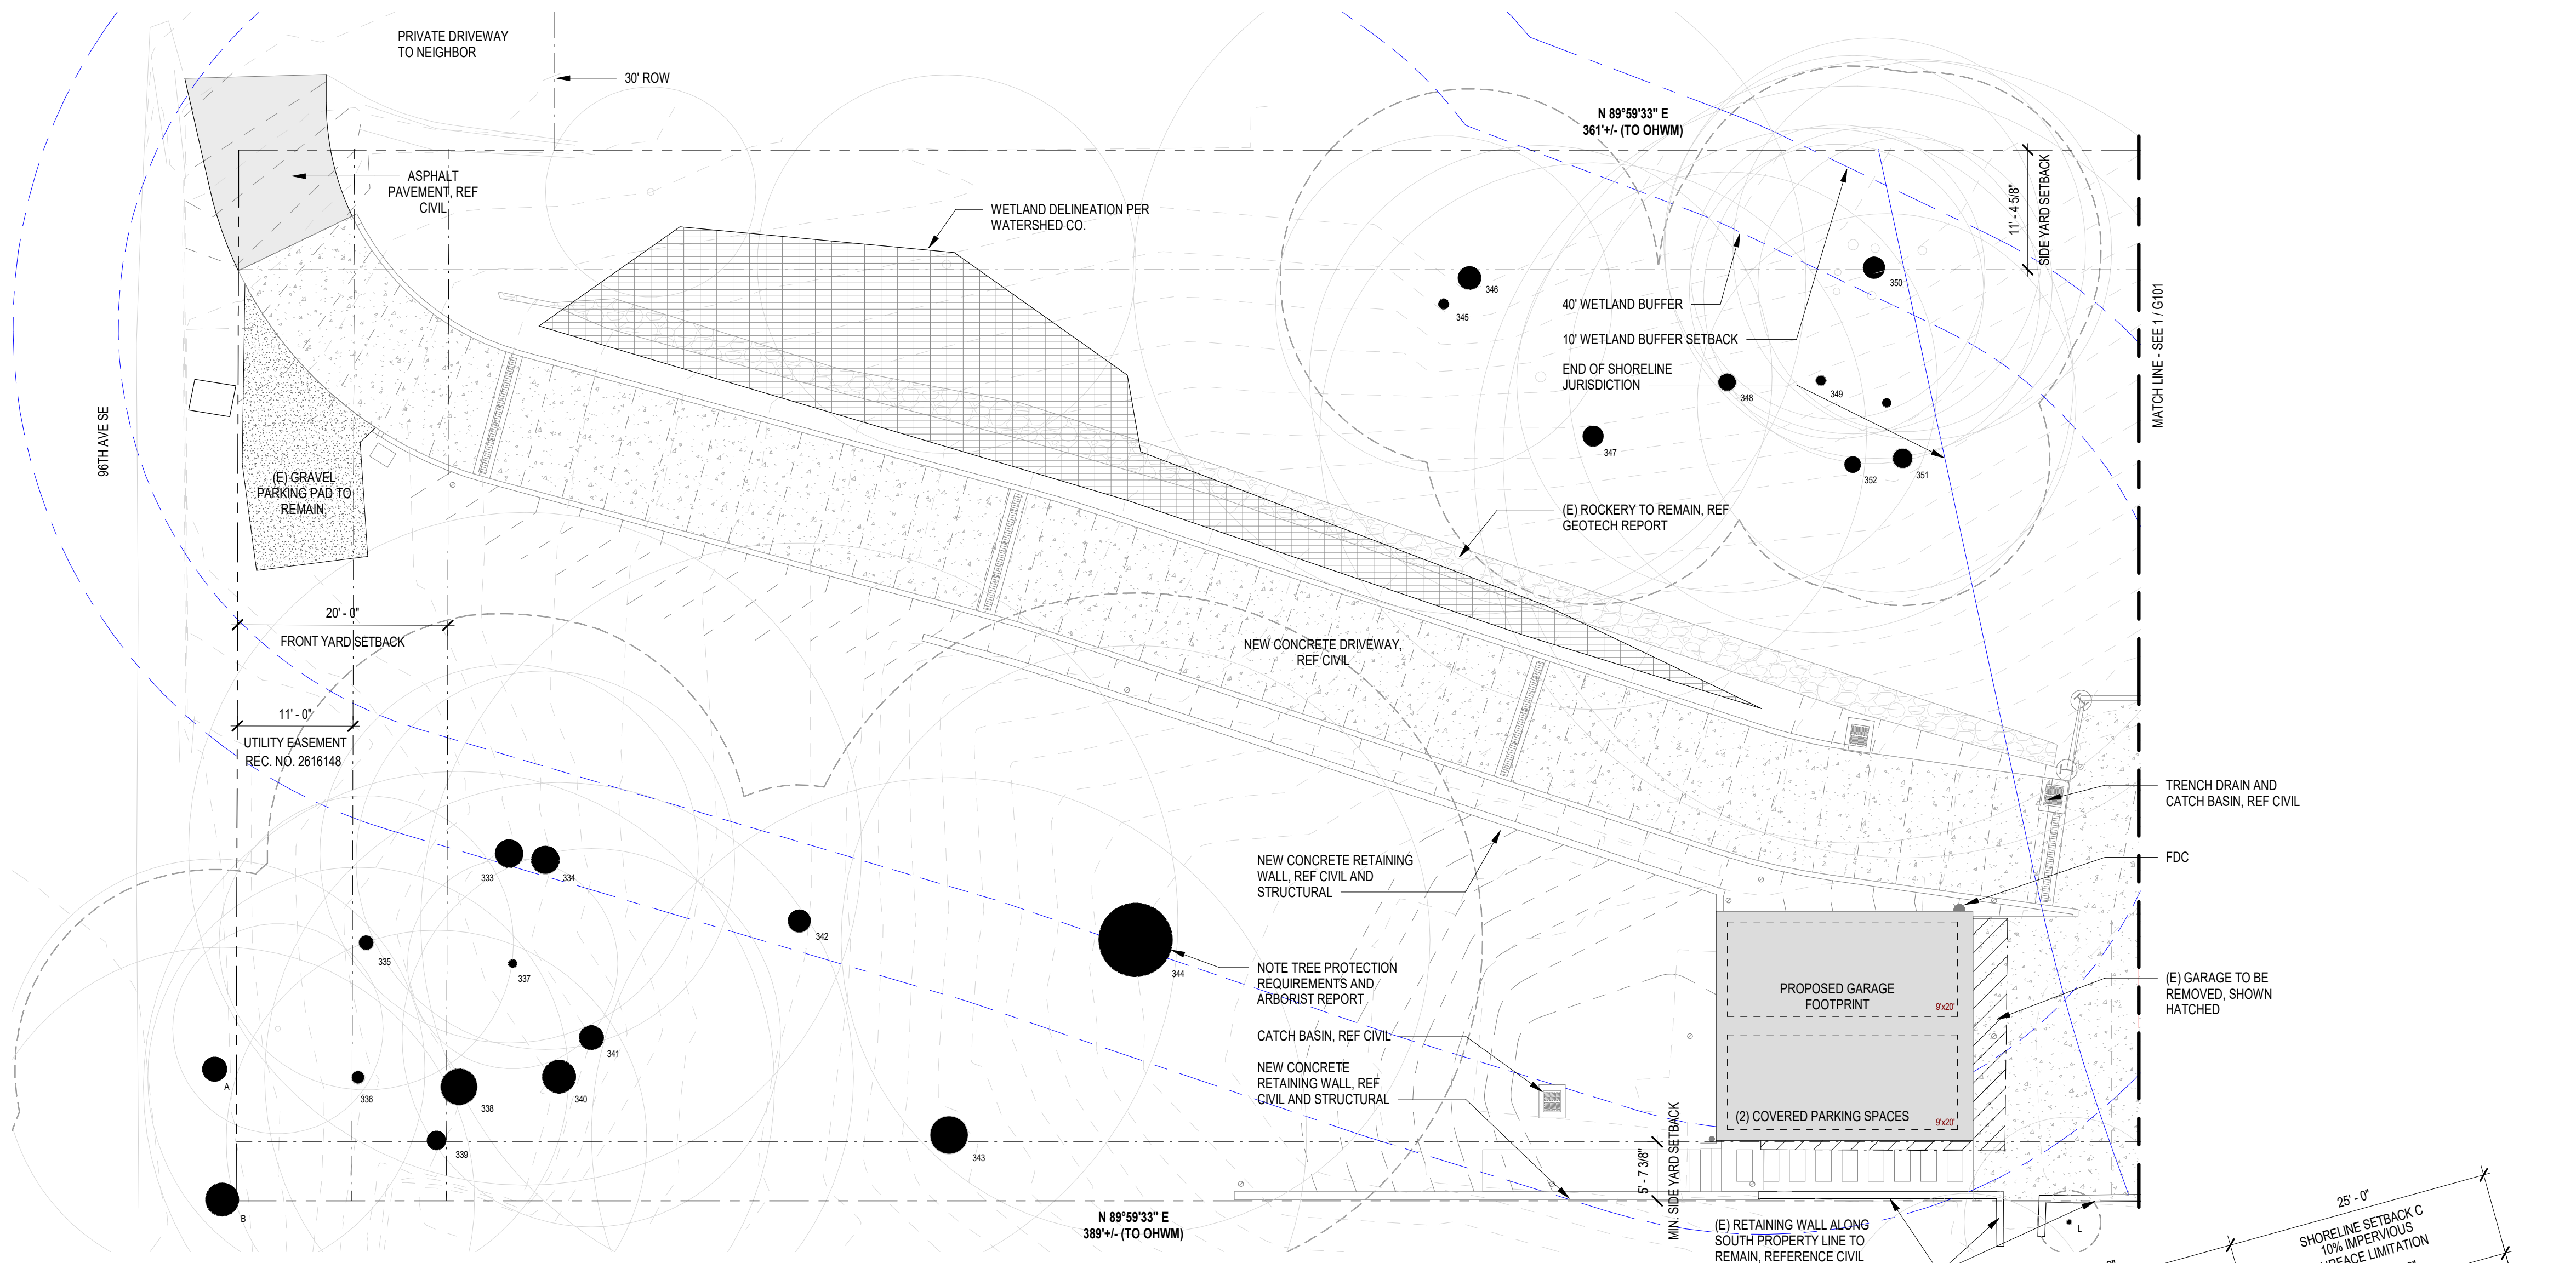 PRIVATE DRIVEWAY
TO NEIGHBOR
30' ROW
N 89°59'33" E
361'+/- (TO OHWM)
ASPHALT
PAVEMENT, REF
CIVIL
WETLAND DELINEATION PER
WATERSHED CO.
11' - 4 5/8"
SIDE YARD SETBACK
346
345
350
40' WETLAND BUFFER
10' WETLAND BUFFER SETBACK
END OF SHORELINE
JURISDICTION
348
349
347
352
351
MATCH LINE - SEE 1 / G101
96TH AVE SE
(E) GRAVEL
PARKING PAD TO
REMAIN,
(E) ROCKERY TO REMAIN, REF
GEOTECH REPORT
20' - 0"
FRONT YARD SETBACK
NEW CONCRETE DRIVEWAY,
REF CIVIL
11' - 0"
UTILITY EASEMENT
REC. NO. 2616148
TRENCH DRAIN AND
CATCH BASIN, REF CIVIL
333
334
NEW CONCRETE RETAINING
WALL, REF CIVIL AND
STRUCTURAL
FDC
342
335
337
344
NOTE TREE PROTECTION
REQUIREMENTS AND
ARBORIST REPORT
PROPOSED GARAGE
FOOTPRINT
9'x20'
(E) GARAGE TO BE
REMOVED, SHOWN
HATCHED
CATCH BASIN, REF CIVIL
341
A
336
338
340
NEW CONCRETE
RETAINING WALL, REF
CIVIL AND STRUCTURAL
(2) COVERED PARKING SPACES
9'x20'
339
343
5' - 7 3/8"
MIN. SIDE YARD SETBACK
B
N 89°59'33" E
389'+/- (TO OHWM)
(E) RETAINING WALL ALONG
SOUTH PROPERTY LINE TO
REMAIN, REFERENCE CIVIL
L
25' - 0"
SHORELINE SETBACK C
10% IMPERVIOUS
SURFACE LIMITATION